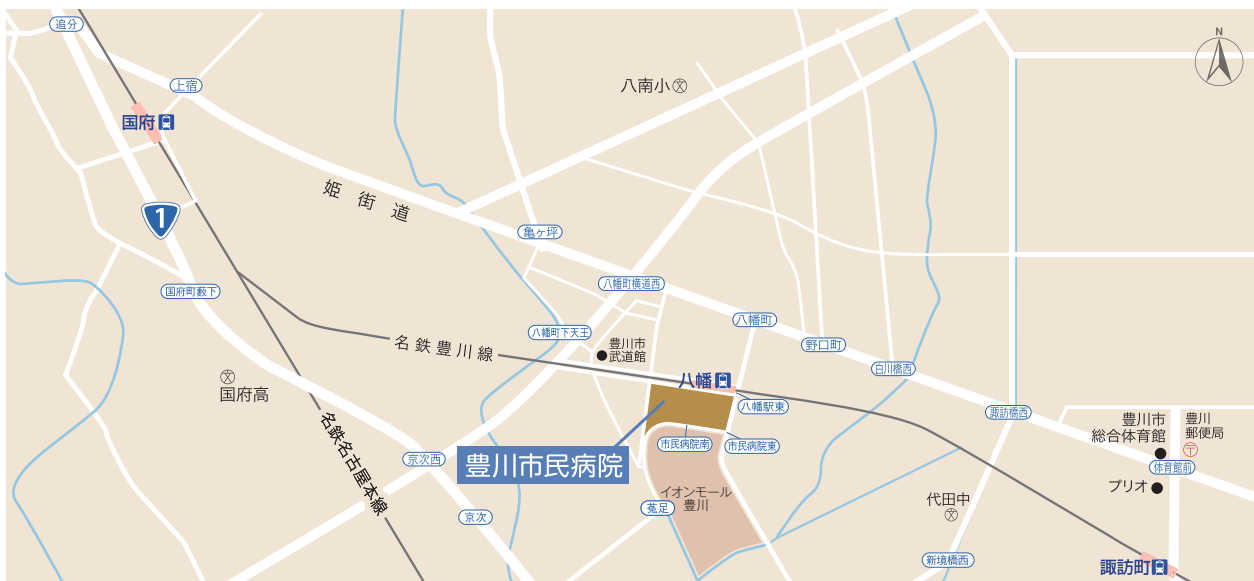 追分
N
上宿
八南小
文
国府
姫街道
1
亀ヶ坪
国府町藪下
八幡町横道西
八幡町
八幡町下天王
豊川市
武道館
名鉄豊川線
野口町
白川橋西
文
国府高
八幡
八幡駅東
諏訪橋西
豊川市
総合体育館
豊川
郵便局
〒
名鉄名古屋本線
市民病院南
市民病院東
京次西
豊川市民病院
体育館前
イオンモール
豊川
プリオ
代田中
文
菟足
京次
新境橋西
諏訪町